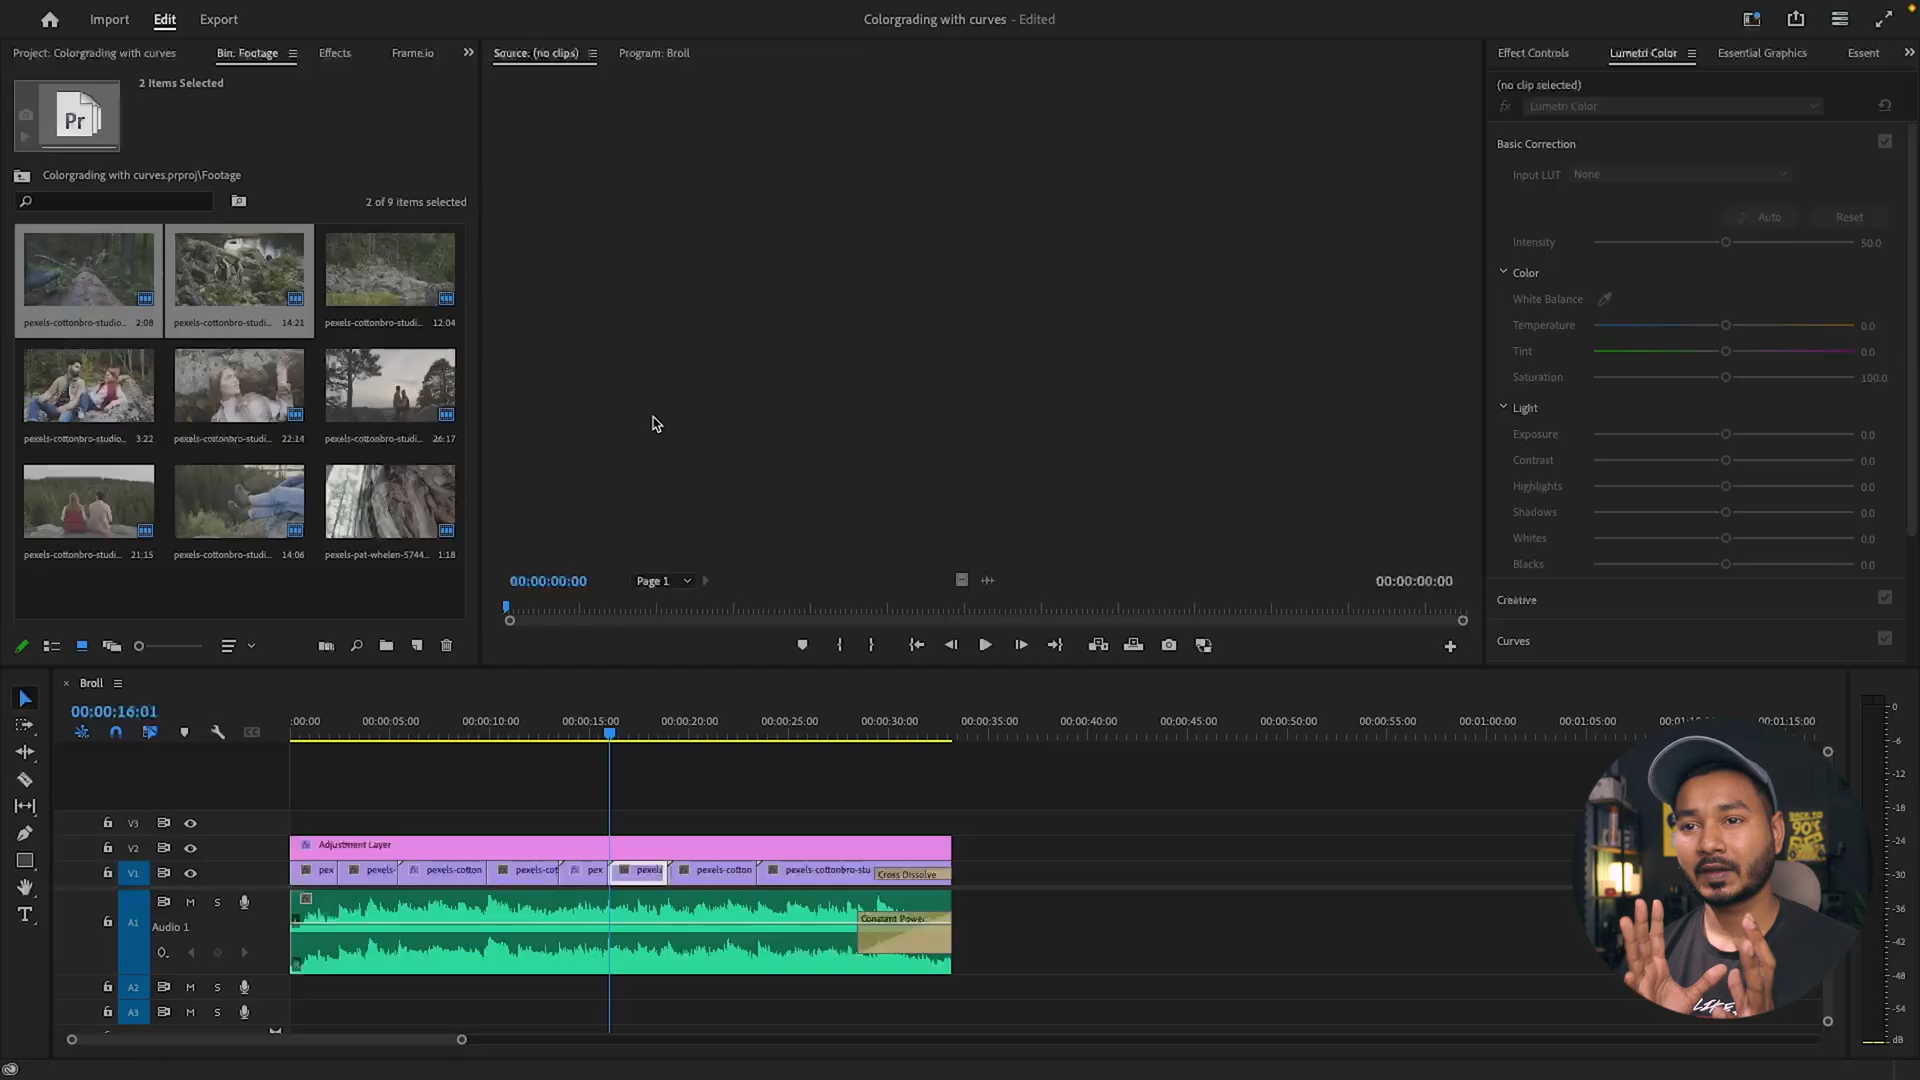 Import Edit Export Colorgrading with curves - Edited
Project: Colorgrading with curves Bin: Footage Effects Frame.io
Source: (no clips) Program: Broll
Effect Controls Lumetri Color Essential Graphics Essent
2 Items Selected
Pr
Colorgrading with curves.prproj\Footage
2 of 9 items selected
pexels-cottonbro-studio... 2:08 pexels-cottonbro-studi... 14:21 pexels-cottonbro-studi... 12:04
pexels-cottonbro-studio... 3:22 pexels-cottonbro-studi... 22:14 pexels-cottonbro-studi... 26:17
pexels-cottonbro-studi... 21:15 pexels-cottonbro-studi... 14:06 pexels-pat-whelen-5744... 1:18
00:00:00:00 Page 1 00:00:00:00
(no clip selected)
fx Lumetri Color
Basic Correction
Input LUT None
Auto Reset
Intensity 50.0
Color
White Balance
Temperature 0.0
Tint 0.0
Saturation 100.0
Light
Exposure 0.0
Contrast 0.0
Highlights 0.0
Shadows 0.0
Whites 0.0
Blacks 0.0
Creative
Curves
Broll
00:00:16:01
:00:00 00:00:05:00 00:00:10:00 00:00:15:00 00:00:20:00 00:00:25:00 00:00:30:00 00:00:35:00 00:00:40:00 00:00:45:00 00:00:50:00 00:00:55:00 00:01:00:00 00:01:05:00 00:01:15:00
V3
V2 fx Adjustment Layer
V1 pex pexels- pexels-cotton pexels-cot pex pexels pexels-cotton pexels-cottonbro-stu Cross Dissolve
A1 M S
Audio 1
Constant Power
A2 M S
A3 M S
0
-6
-12
-18
-24
-30
-36
-42
-48
-54
dB
BACK TO
90's
LIKE
T